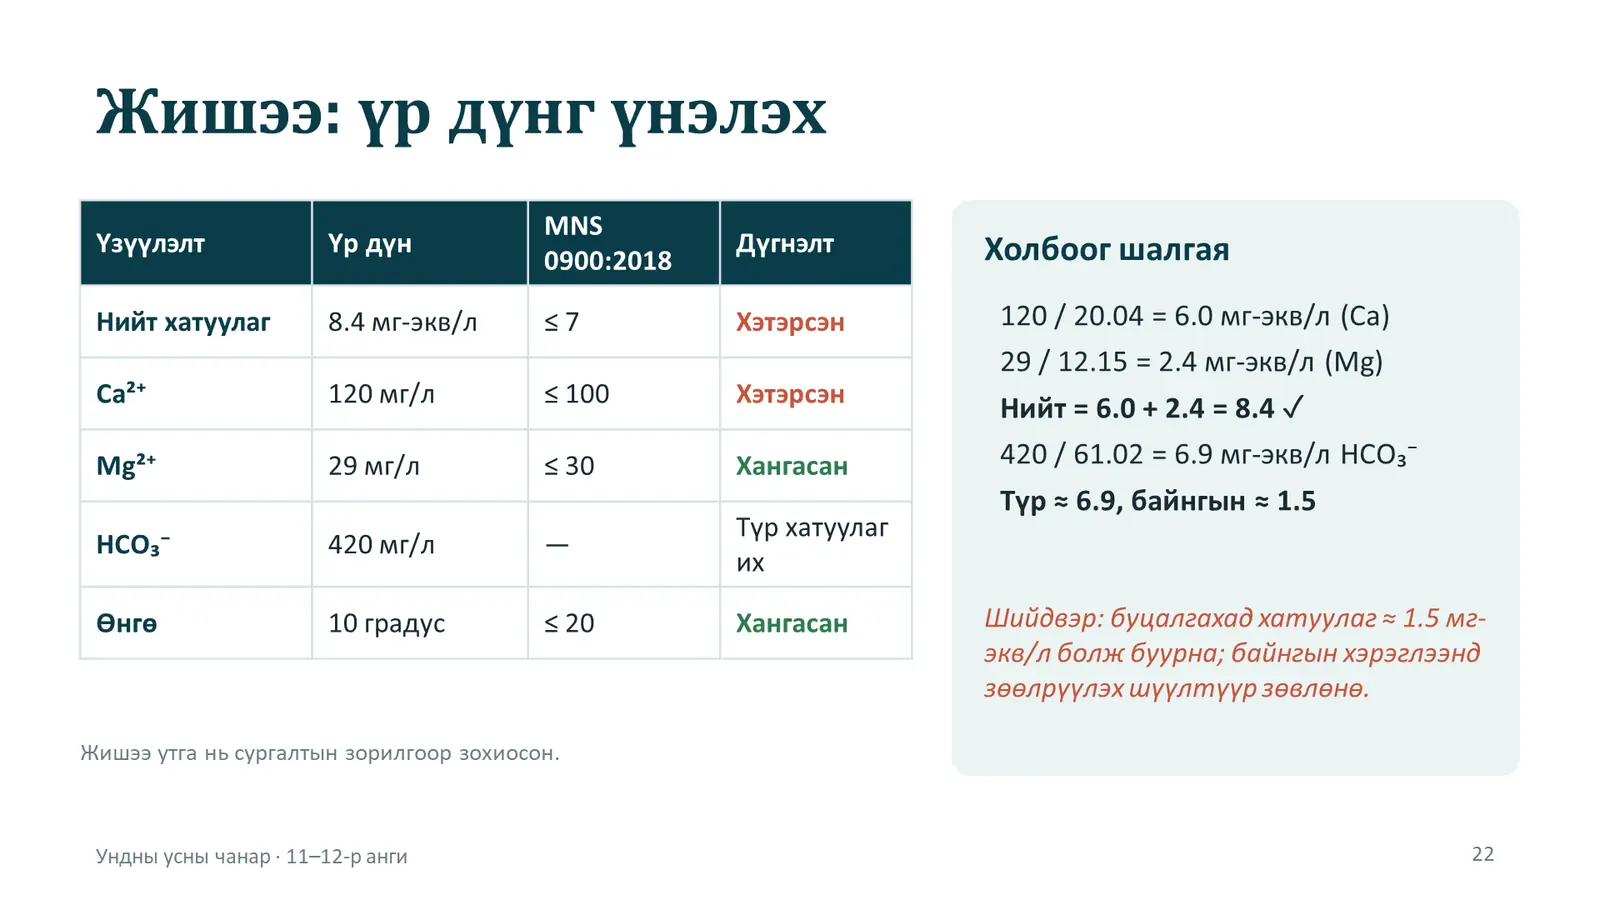 Жишээ: үр дүнг үнэлэх
Үзүүлэлт
Үр дүн
MNS
0900:2018
Дүгнэлт
Нийт хатуулаг
8.4 мг-экв/л
≤ 7
Хэтэрсэн
Ca²⁺
120 мг/л
≤ 100
Хэтэрсэн
Mg²⁺
29 мг/л
≤ 30
Хангасан
HCO₃⁻
420 мг/л
—
Түр хатуулаг
их
Өнгө
10 градус
≤ 20
Хангасан
Жишээ утга нь сургалтын зорилгоор зохиосон.
Холбоог шалгая
120 / 20.04 = 6.0 мг-экв/л (Ca)
29 / 12.15 = 2.4 мг-экв/л (Mg)
Нийт = 6.0 + 2.4 = 8.4 ✓
420 / 61.02 = 6.9 мг-экв/л HCO₃⁻
Түр ≈ 6.9, байнгын ≈ 1.5
Шийдвэр: буцалгахад хатуулаг ≈ 1.5 мг-
экв/л болж буурна; байнгын хэрэглээнд
зөөлрүүлэх шүүлтүүр зөвлөнө.
Ундны усны чанар · 11–12-р анги
22